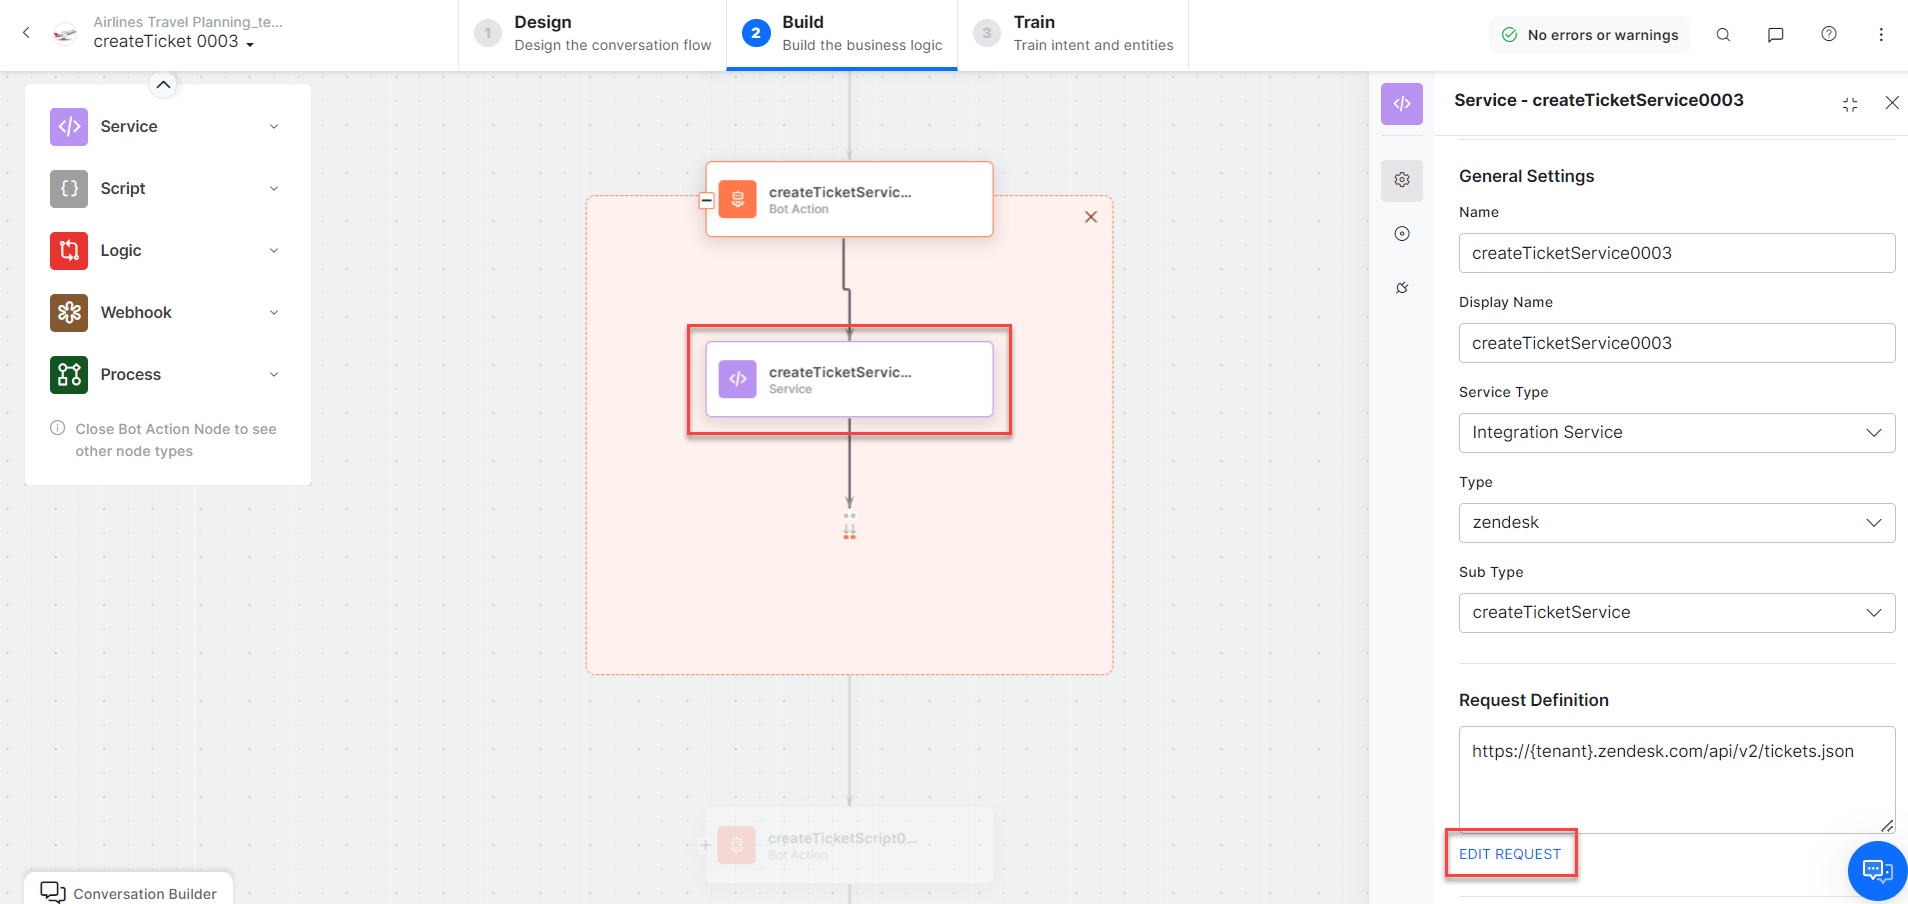 Airlines Travel Planning_te...
createTicket 0003
1
Design
Design the conversation flow
2
Build
Build the business logic
3
Train
Train intent and entities
No errors or warnings
Service
Script
Logic
Webhook
Process
Close Bot Action Node to see
other node types
Conversation Builder
createTicketServic...
Bot Action
createTicketServic...
Service
createTicketScript0...
Bot Action
Service - createTicketService0003
General Settings
Name
createTicketService0003
Display Name
createTicketService0003
Service Type
Integration Service
Type
zendesk
Sub Type
createTicketService
Request Definition
https://{tenant}.zendesk.com/api/v2/tickets.json
EDIT REQUEST